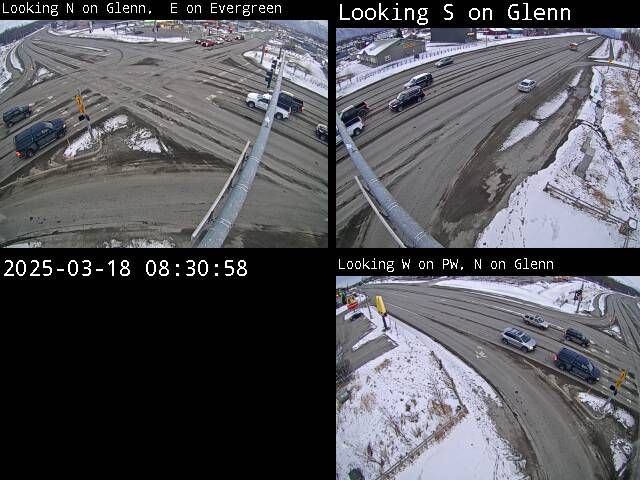 Looking N on Glenn,  E on Evergreen
Looking S on Glenn
2025-03-18 08:30:58
Looking W on PW, N on Glenn